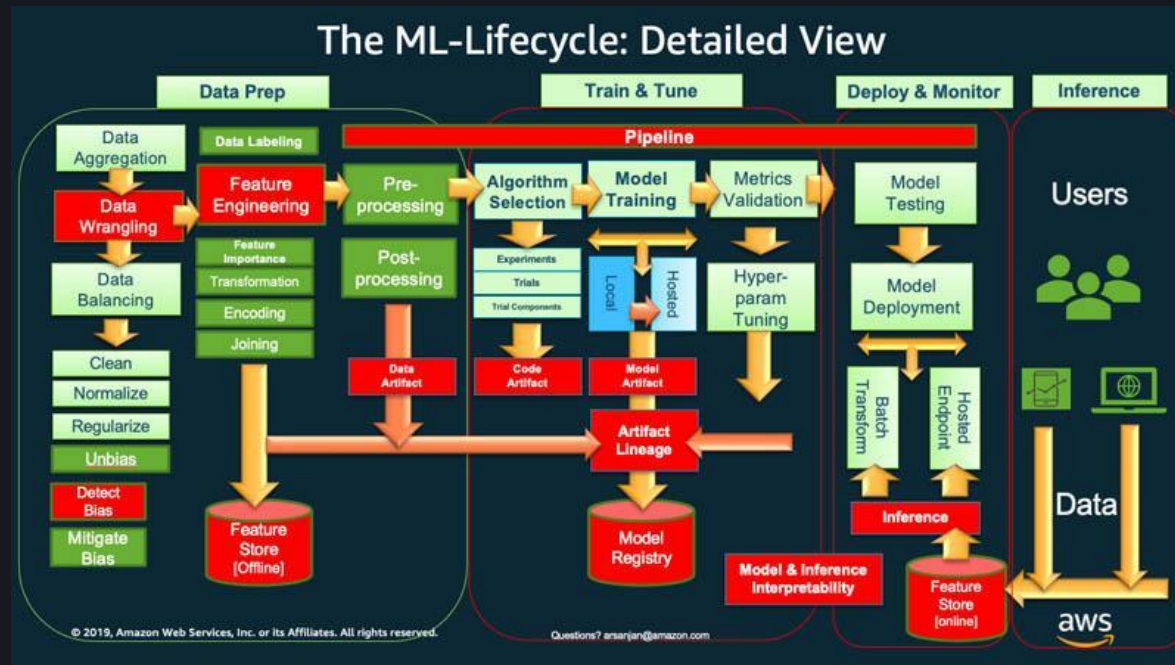 The ML-Lifecycle: Detailed View
Data Prep
Train & Tune
Deploy & Monitor
Inference
Pipeline
Data
Aggregation
Data
Wrangling
Data
Balancing
Clean
Normalize
Regularize
Unbias
Detect
Bias
Mitigate
Bias
Data Labeling
Feature
Engineering
Feature
Importance
Transformation
Encoding
Joining
Feature
Store
[Offline]
Pre-
processing
Post-
processing
Data
Artifact
Algorithm
Selection
Experiments
Trials
Trial Components
Code
Artifact
Model
Training
Local
Hosted
Model
Artifact
Artifact
Lineage
Model
Registry
Metrics
Validation
Hyper-
param
Tuning
Model & Inference
Interpretability
Model
Testing
Model
Deployment
Batch
Transform
Hosted
Endpoint
Inference
Feature
Store
[online]
Users
Data
aws
© 2019, Amazon Web Services, Inc. or its Affiliates. All rights reserved.
Questions? arsanjan@amazon.com